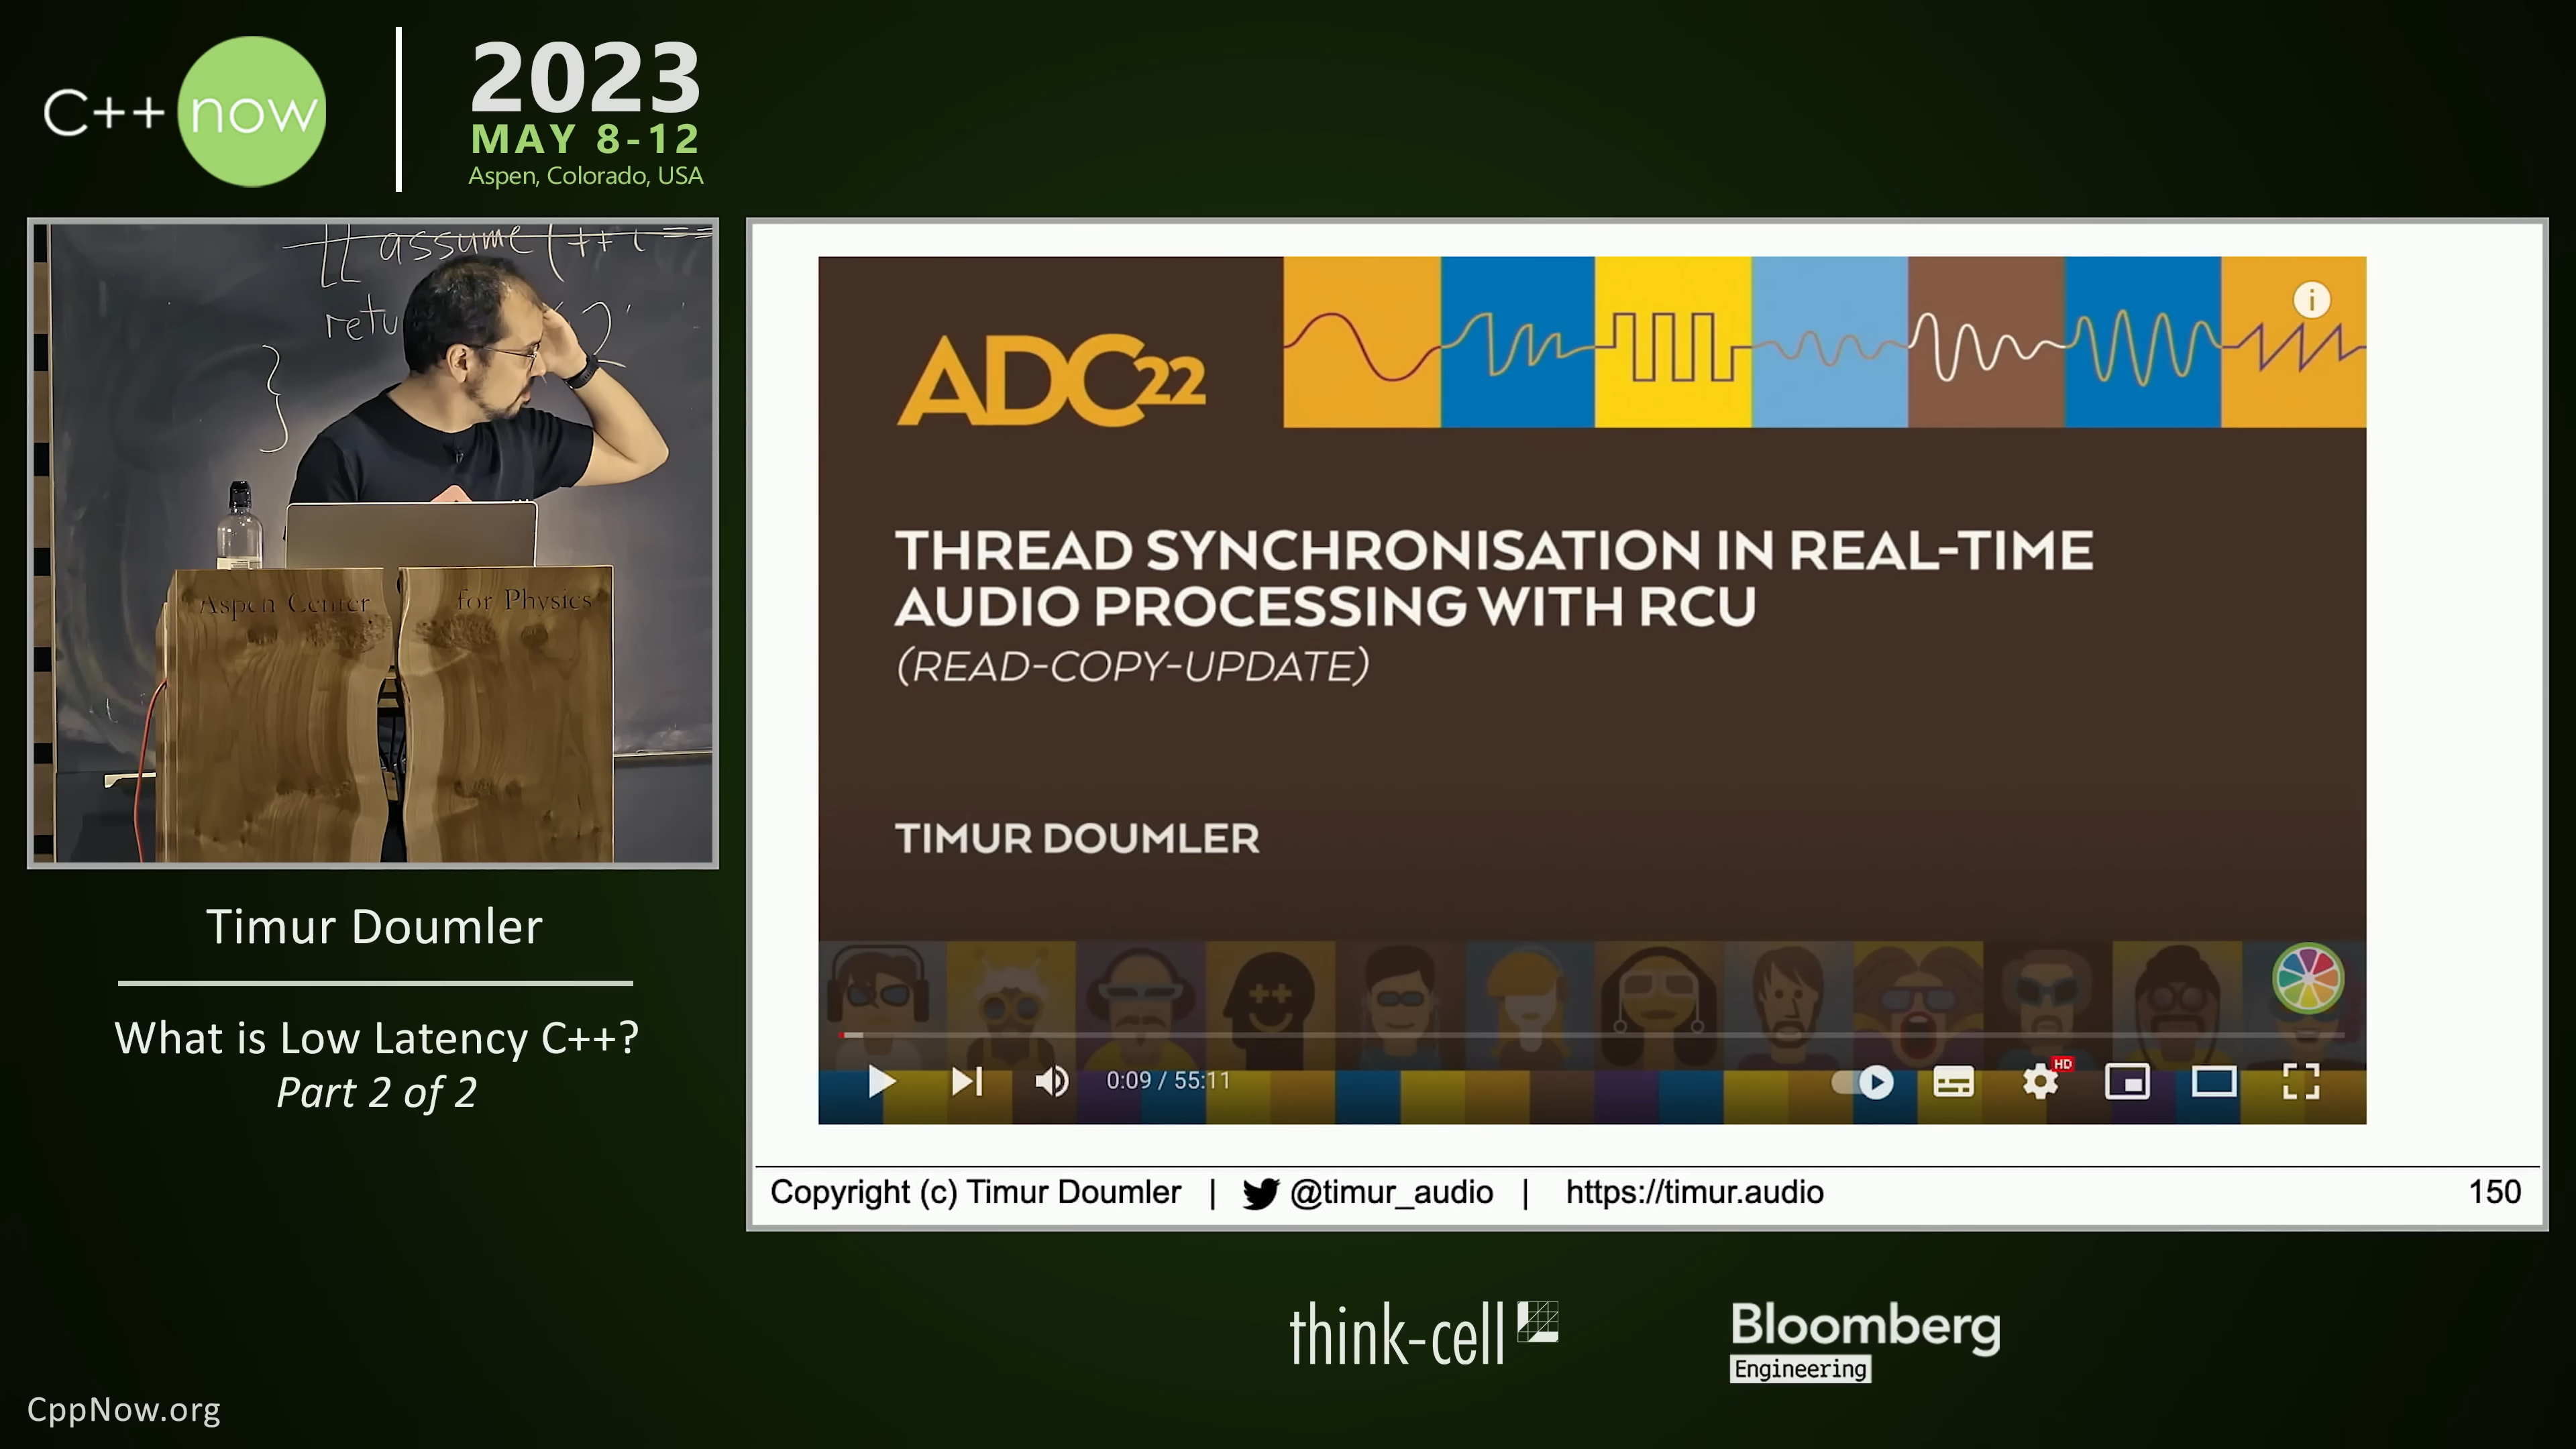 C++ now
2023
MAY 8-12
Aspen, Colorado, USA
[[ assume(++i ==
retu
2
}
Aspen Center for Physics
Timur Doumler
What is Low Latency C++?
Part 2 of 2
ADC22
i
THREAD SYNCHRONISATION IN REAL-TIME
AUDIO PROCESSING WITH RCU
(READ-COPY-UPDATE)
TIMUR DOUMLER
++
0:09 / 55:11
HD
Copyright (c) Timur Doumler | @timur_audio | https://timur.audio
150
think-cell
Bloomberg
Engineering
CppNow.org